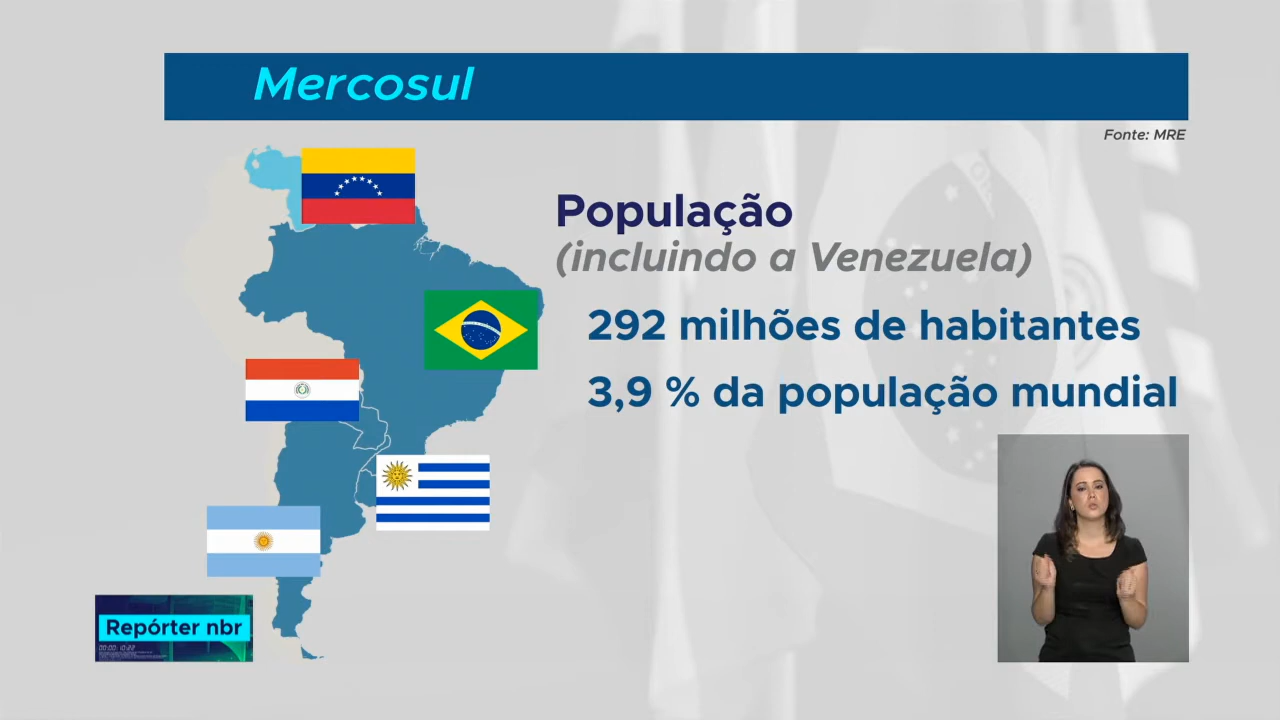 Mercosul
Fonte: MRE
População
(incluindo a Venezuela)
292 milhões de habitantes
3,9 % da população mundial
Repórter nbr